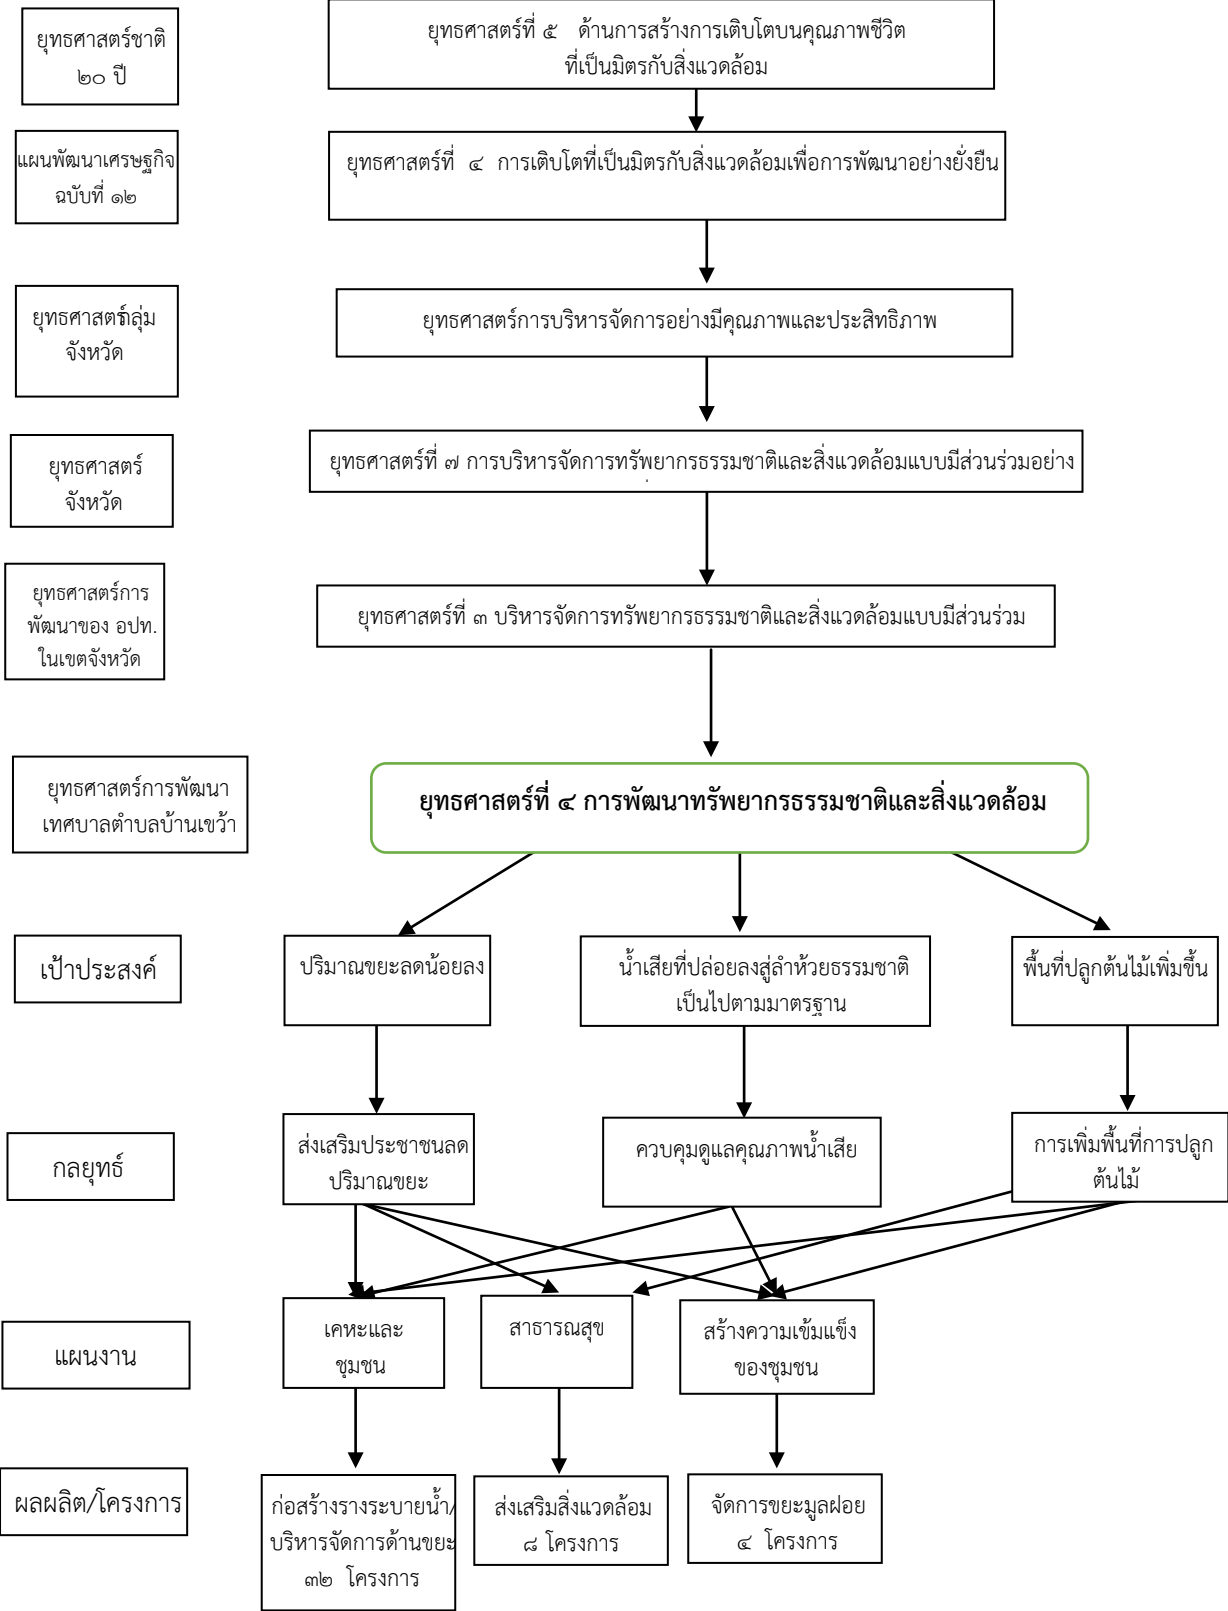 ยุทธศาสตร์ชาติ
๒๐ ปี
ยุทธศาสตร์ที่ ๕ ด้านการสร้างการเติบโตบนคุณภาพชีวิต
ที่เป็นมิตรกับสิ่งแวดล้อม
แผนพัฒนาเศรษฐกิจ
ฉบับที่ ๑๒
ยุทธศาสตร์ที่ ๔ การเติบโตที่เป็นมิตรกับสิ่งแวดล้อมเพื่อการพัฒนาอย่างยั่งยืน
ยุทธศาสตร์กลุ่ม
จังหวัด
ยุทธศาสตร์การบริหารจัดการอย่างมีคุณภาพและประสิทธิภาพ
ยุทธศาสตร์
จังหวัด
ยุทธศาสตร์ที่ ๗ การบริหารจัดการทรัพยากรธรรมชาติและสิ่งแวดล้อมแบบมีส่วนร่วมอย่าง
ยุทธศาสตร์การ
พัฒนาของ อปท.
ในเขตจังหวัด
ยุทธศาสตร์ที่ ๓ บริหารจัดการทรัพยากรธรรมชาติและสิ่งแวดล้อมแบบมีส่วนร่วม
ยุทธศาสตร์การพัฒนา
เทศบาลตำบลบ้านเขว้า
ยุทธศาสตร์ที่ ๔ การพัฒนาทรัพยากรธรรมชาติและสิ่งแวดล้อม
เป้าประสงค์
ปริมาณขยะลดน้อยลง
น้ำเสียที่ปล่อยลงสู่ลำห้วยธรรมชาติ
เป็นไปตามมาตรฐาน
พื้นที่ปลูกต้นไม้เพิ่มขึ้น
กลยุทธ์
ส่งเสริมประชาชนลด
ปริมาณขยะ
ควบคุมดูแลคุณภาพน้ำเสีย
การเพิ่มพื้นที่การปลูก
ต้นไม้
แผนงาน
เคหะและ
ชุมชน
สาธารณสุข
สร้างความเข้มแข็ง
ของชุมชน
ผลผลิต/โครงการ
ก่อสร้างรางระบายน้ำ/
บริหารจัดการด้านขยะ
๓๒ โครงการ
ส่งเสริมสิ่งแวดล้อม
๘ โครงการ
จัดการขยะมูลฝอย
๔ โครงการ